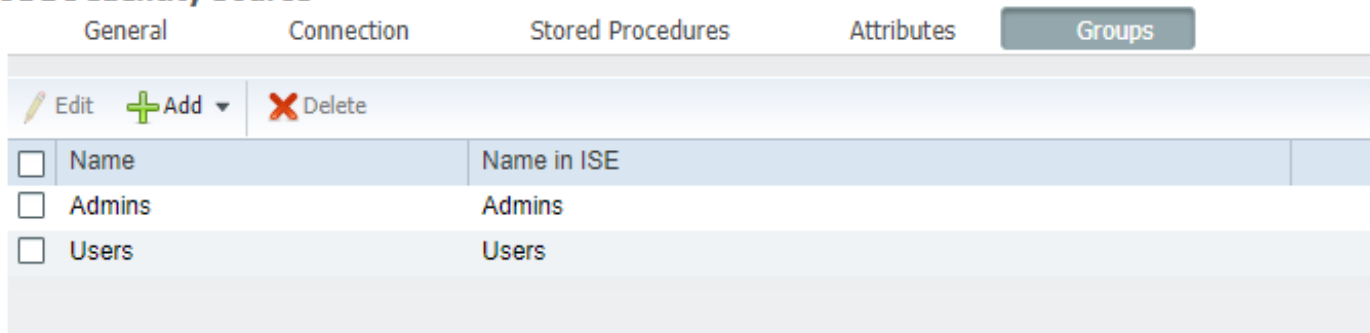 General Connection Stored Procedures Attributes Groups
Edit Add Delete
Name Name in ISE
Admins Admins
Users Users